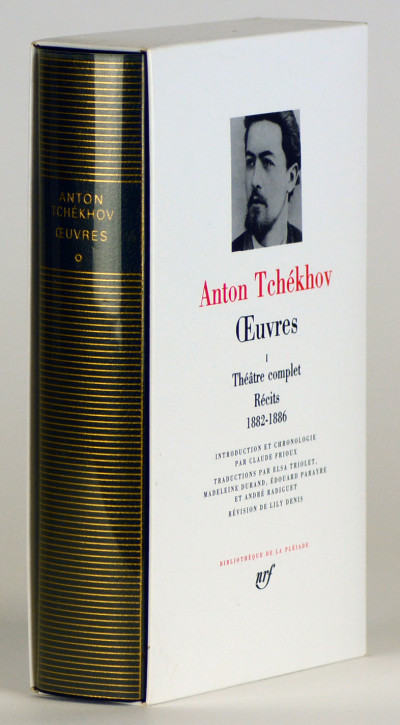 ANTON
TCHÉKHOV
ŒUVRES
Anton Tchékhov
Œuvres
I
Théâtre complet
Récits
1882-1886
INTRODUCTION ET CHRONOLOGIE
PAR CLAUDE FRIOUX
TRADUCTIONS PAR ELSA TRIOLET,
MADELEINE DURAND, ÉDOUARD PARAYRE
ET ANDRÉ RADIGUET
RÉVISION DE LILY DENIS
BIBLIOTHÈQUE DE LA PLÉIADE
nrf